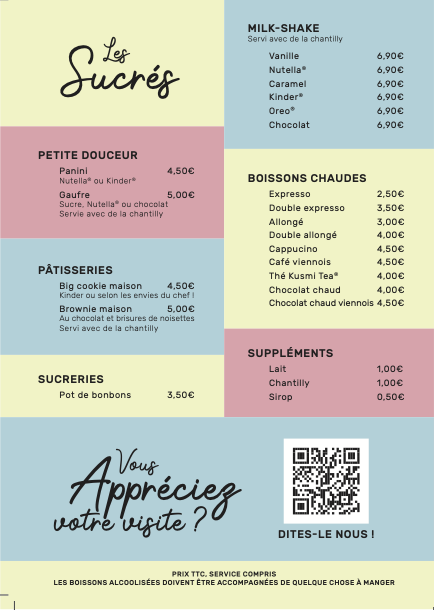 Les
Sucrés
PETITE DOUCEUR
Panini 4,50€
Nutella® ou Kinder®
Gaufre 5,00€
Sucre, Nutella® ou chocolat
Servie avec de la chantilly
PÂTISSERIES
Big cookie maison 4,50€
Kinder ou selon les envies du chef !
Brownie maison 5,00€
Au chocolat et brisures de noisettes
Servi avec de la chantilly
SUCRERIES
Pot de bonbons 3,50€
MILK-SHAKE
Servi avec de la chantilly
Vanille 6,90€
Nutella® 6,90€
Caramel 6,90€
Kinder® 6,90€
Oreo® 6,90€
Chocolat 6,90€
BOISSONS CHAUDES
Expresso 2,50€
Double expresso 3,50€
Allongé 3,00€
Double allongé 4,00€
Cappucino 4,50€
Café viennois 4,50€
Thé Kusmi Tea® 4,00€
Chocolat chaud 4,00€
Chocolat chaud viennois 4,50€
SUPPLÉMENTS
Lait 1,00€
Chantilly 1,00€
Sirop 0,50€
Vous
Appréciez
votre visite ?
DITES-LE NOUS !
PRIX TTC, SERVICE COMPRIS
LES BOISSONS ALCOOLISÉES DOIVENT ÊTRE ACCOMPAGNÉES DE QUELQUE CHOSE À MANGER